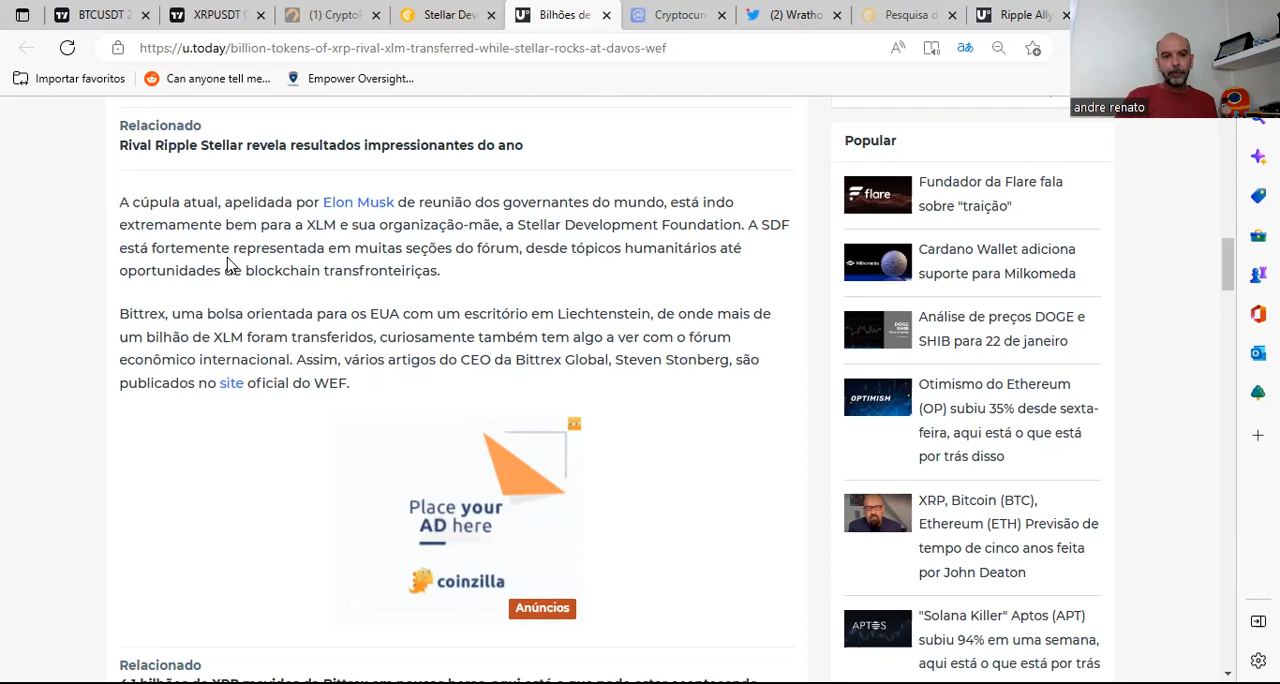 BTCUSDT 2
XRPUSDT
(1) CryptoF
Stellar Dev
Bilhões de
Cryptocur
(2) Wratho
Pesquisa d
Ripple Ally
https://u.today/billion-tokens-of-xrp-rival-xlm-transferred-while-stellar-rocks-at-davos-wef
Importar favoritos
Can anyone tell me...
Empower Oversight...
andre renato
Relacionado
Rival Ripple Stellar revela resultados impressionantes do ano
A cúpula atual, apelidada por Elon Musk de reunião dos governantes do mundo, está indo
extremamente bem para a XLM e sua organização-mãe, a Stellar Development Foundation. A SDF
está fortemente representada em muitas seções do fórum, desde tópicos humanitários até
oportunidades de blockchain transfronteiriças.
Bittrex, uma bolsa orientada para os EUA com um escritório em Liechtenstein, de onde mais de
um bilhão de XLM foram transferidos, curiosamente também tem algo a ver com o fórum
econômico internacional. Assim, vários artigos do CEO da Bittrex Global, Steven Stonberg, são
publicados no site oficial do WEF.
Place your
AD here
coinzilla
Anúncios
Relacionado
Popular
flare
Fundador da Flare fala
sobre "traição"
Milkomeda
Cardano Wallet adiciona
suporte para Milkomeda
DOGE
SHIB
Análise de preços DOGE e
SHIB para 22 de janeiro
OPTIMISM
Otimismo do Ethereum
(OP) subiu 35% desde sexta-
feira, aqui está o que está
por trás disso
XRP, Bitcoin (BTC),
Ethereum (ETH) Previsão
de tempo de cinco anos feita
por John Deaton
APTOS
"Solana Killer" Aptos (APT)
subiu 94% em uma semana,
aqui está o que está por trás